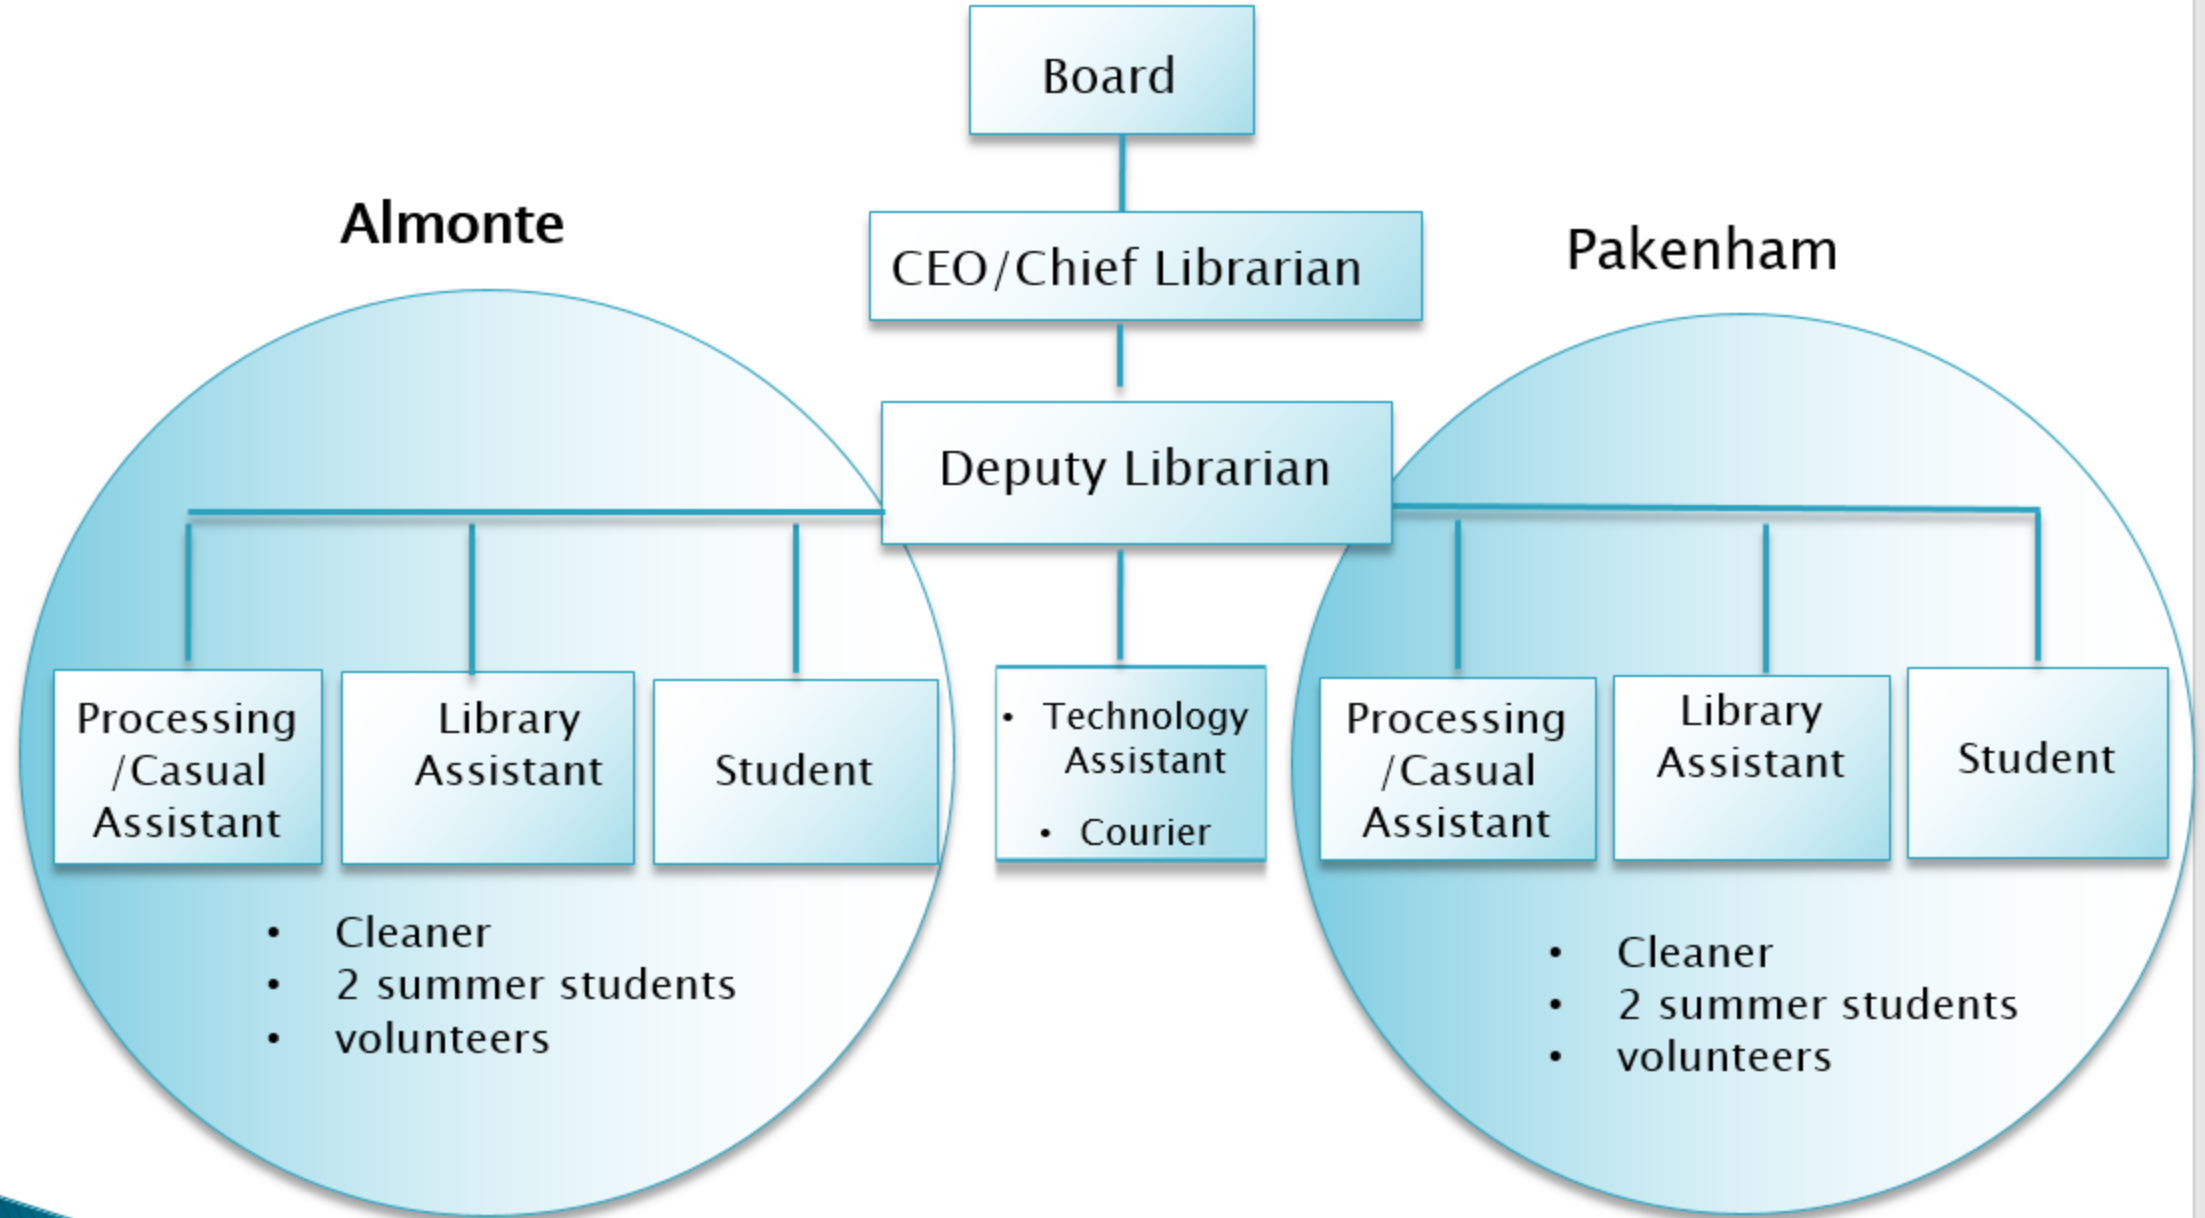 Board
Almonte
CEO/Chief Librarian
Pakenham
Deputy Librarian
Processing
/Casual
Assistant
Library
Assistant
Student
• Technology
Assistant
• Courier
Processing
/Casual
Assistant
Library
Assistant
Student
• Cleaner
• 2 summer students
• volunteers
• Cleaner
• 2 summer students
• volunteers